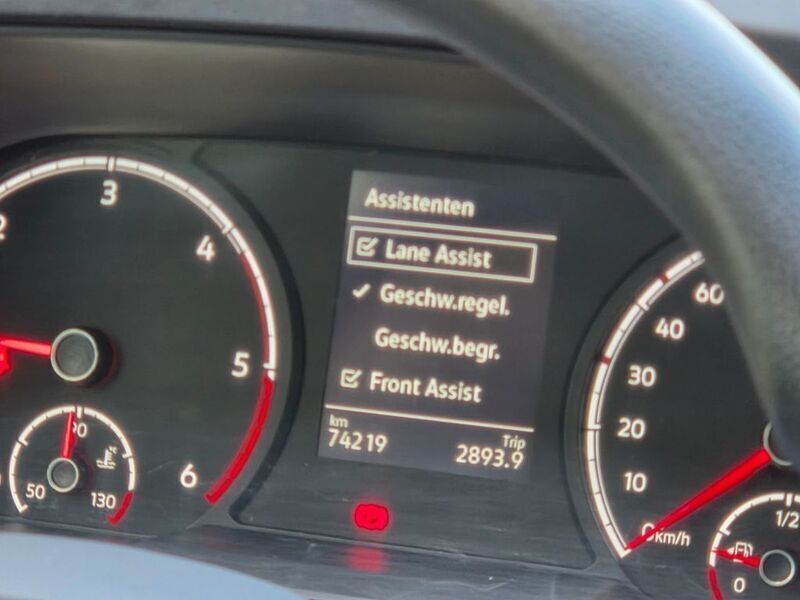 Assistenten
Lane Assist
Geschw.regel.
Geschw.begr.
Front Assist
km
Trip
74219
2893.9
2
3
4
5
6
50
90
130
60
40
30
20
10
0 km/h
1/2
0